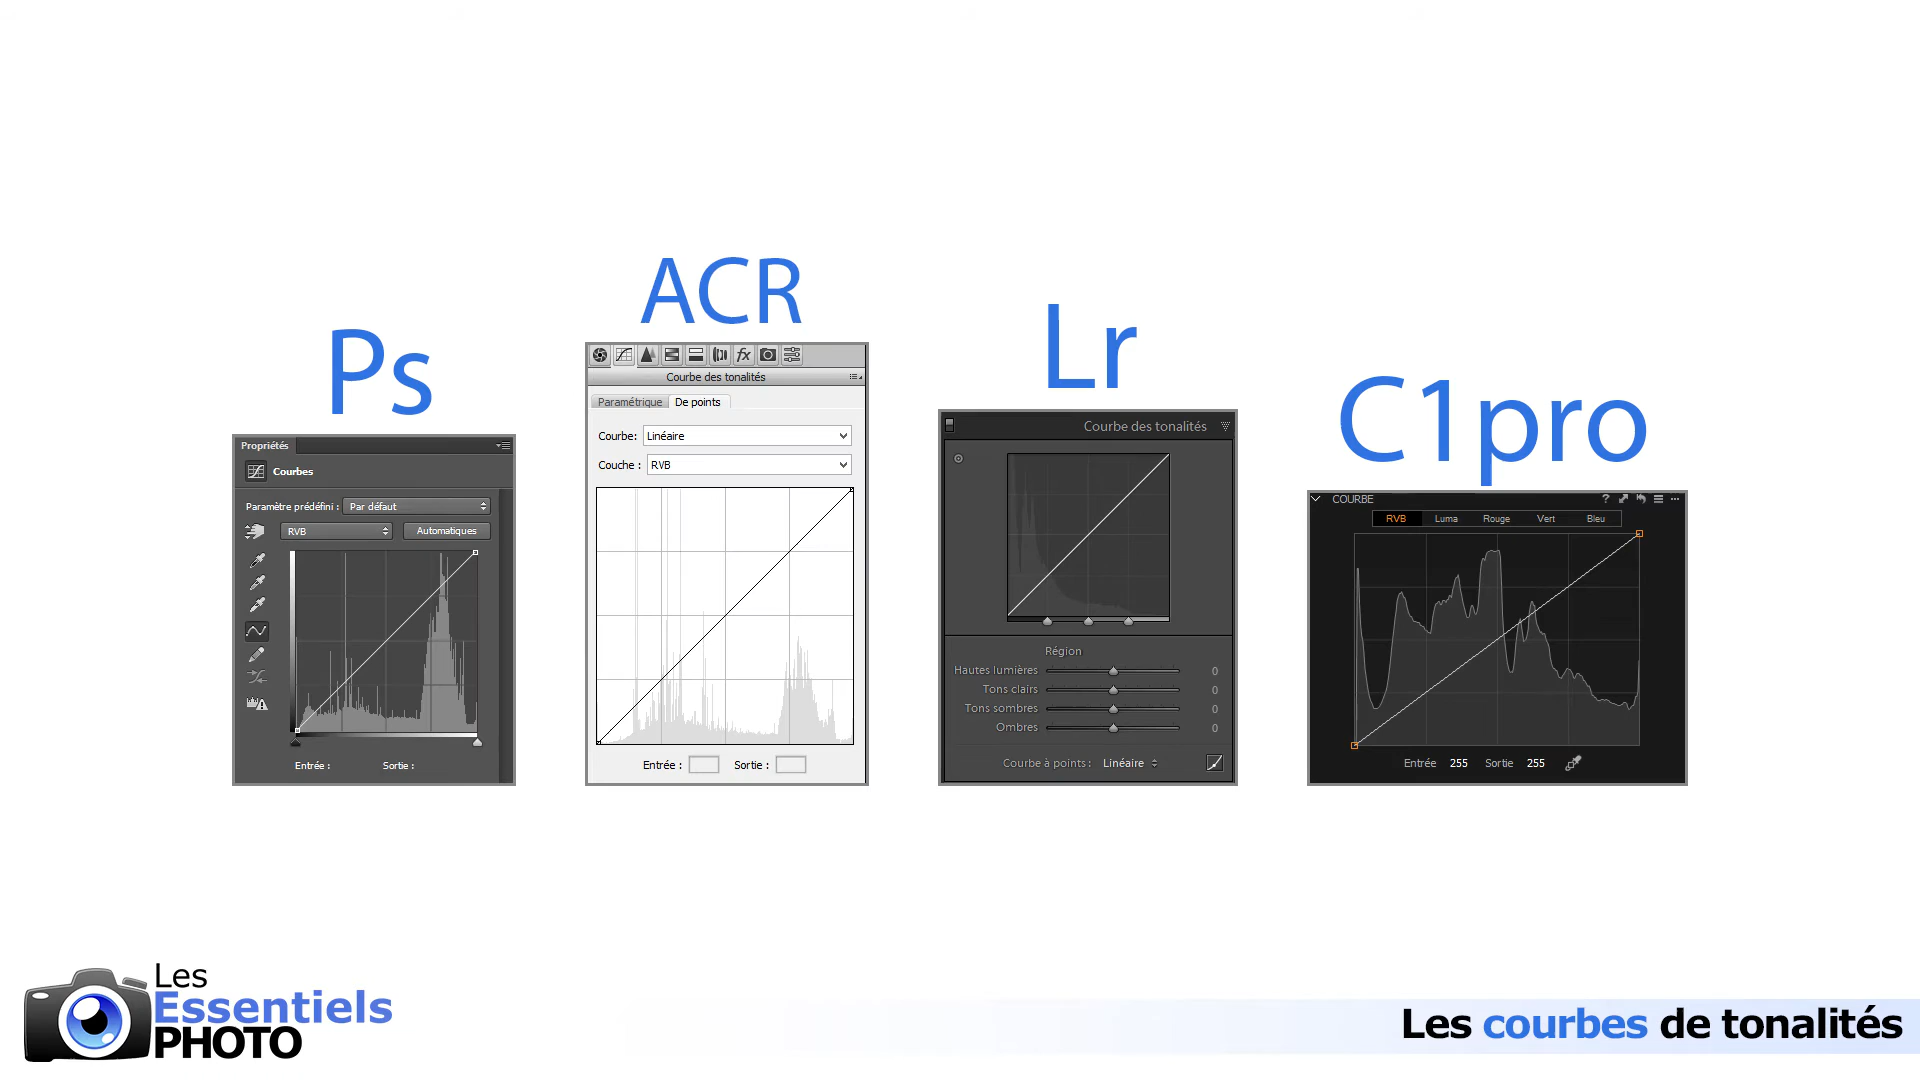 Ps
Propriétés
Courbes
Paramètre prédéfini : Par défaut
RVB Automatiques
Entrée : Sortie :
ACR
fx
Courbe des tonalités
Paramétrique De points
Courbe: Linéaire
Couche : RVB
Entrée : Sortie :
Lr
Courbe des tonalités
Région
Hautes lumières 0
Tons clairs 0
Tons sombres 0
Ombres 0
Courbe à points : Linéaire
C1pro
COURBE ?
RVB Luma Rouge Vert Bleu
Entrée 255 Sortie 255
Les
Essentiels
PHOTO
Les courbes de tonalités